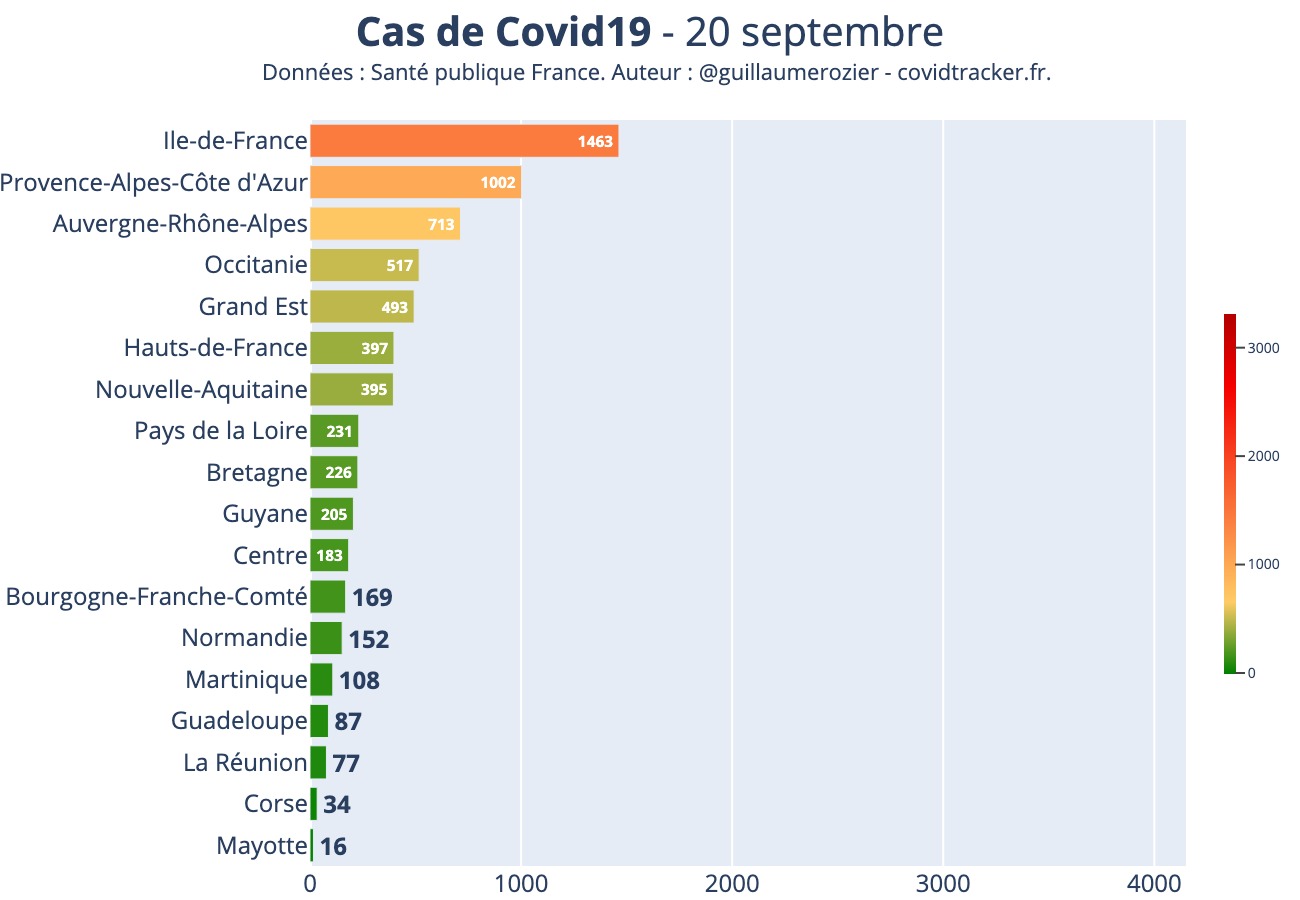 Cas de Covid19 - 20 septembre
Données : Santé publique France. Auteur : @guillaumerozier - covidtracker.fr.
Ile-de-France 1463
Provence-Alpes-Côte d'Azur 1002
Auvergne-Rhône-Alpes 713
Occitanie 517
Grand Est 493
Hauts-de-France 397
Nouvelle-Aquitaine 395
Pays de la Loire 231
Bretagne 226
Guyane 205
Centre 183
Bourgogne-Franche-Comté 169
Normandie 152
Martinique 108
Guadeloupe 87
La Réunion 77
Corse 34
Mayotte 16
0 1000 2000 3000 4000
3000
2000
1000
0